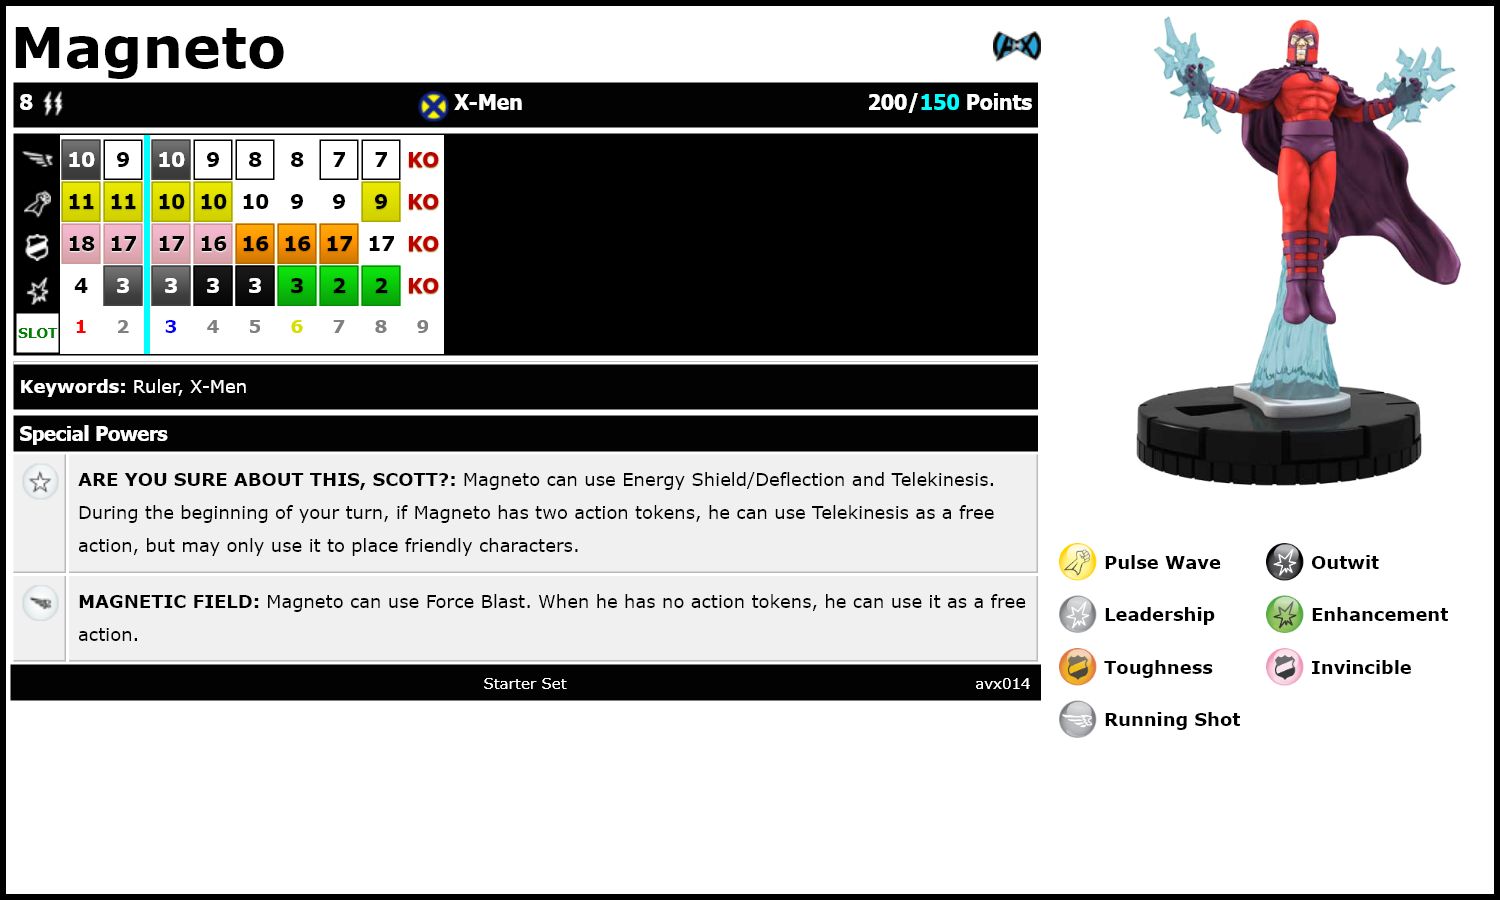 Magneto
AvX
8 X-Men 200/150 Points
10 9 10 9 8 8 7 7 KO
11 11 10 10 10 9 9 9 KO
18 17 17 16 16 16 17 17 KO
4 3 3 3 3 3 2 2 KO
SLOT 1 2 3 4 5 6 7 8 9
Keywords: Ruler, X-Men
Special Powers
ARE YOU SURE ABOUT THIS, SCOTT?: Magneto can use Energy Shield/Deflection and Telekinesis.
During the beginning of your turn, if Magneto has two action tokens, he can use Telekinesis as a free
action, but may only use it to place friendly characters.
MAGNETIC FIELD: Magneto can use Force Blast. When he has no action tokens, he can use it as a free
action.
Starter Set avx014
Pulse Wave Outwit
Leadership Enhancement
Toughness Invincible
Running Shot